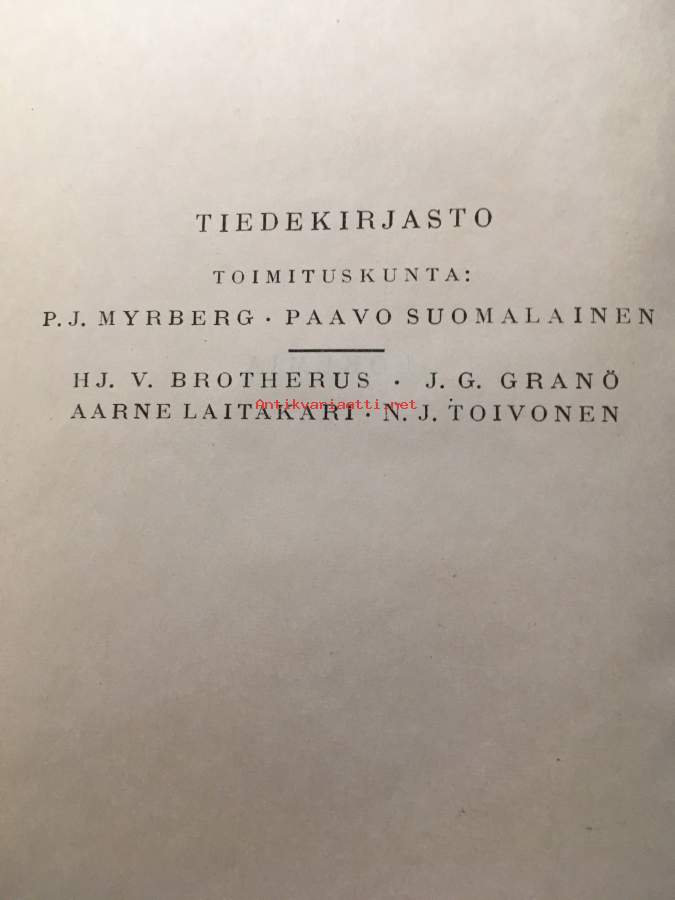 TIEDEKIRJASTO
TOIMITUSKUNTA:
P. J. MYRBERG · PAAVO SUOMALAINEN
HJ. V. BROTHERUS · J. G. GRANÖ
AARNE LAITAKARI · N. J. TOIVONEN
Antikvariaatti.net